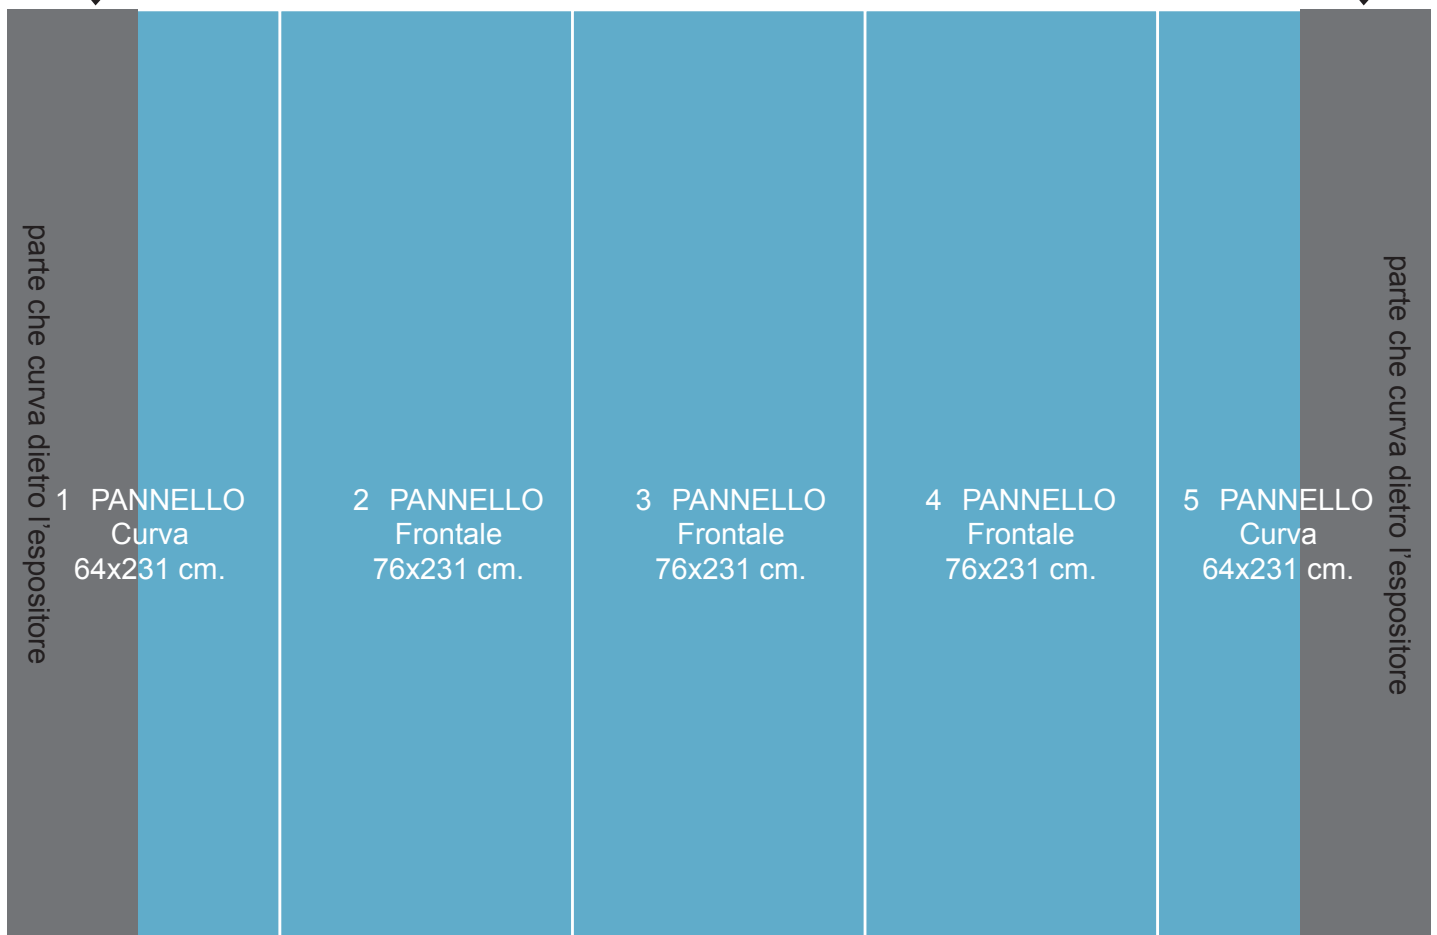 parte che curva dietro l’espositore
1 PANNELLO
Curva
64x231 cm.
2 PANNELLO
Frontale
76x231 cm.
3 PANNELLO
Frontale
76x231 cm.
4 PANNELLO
Frontale
76x231 cm.
5 PANNELLO
Curva
64x231 cm.
parte che curva dietro l’espositore